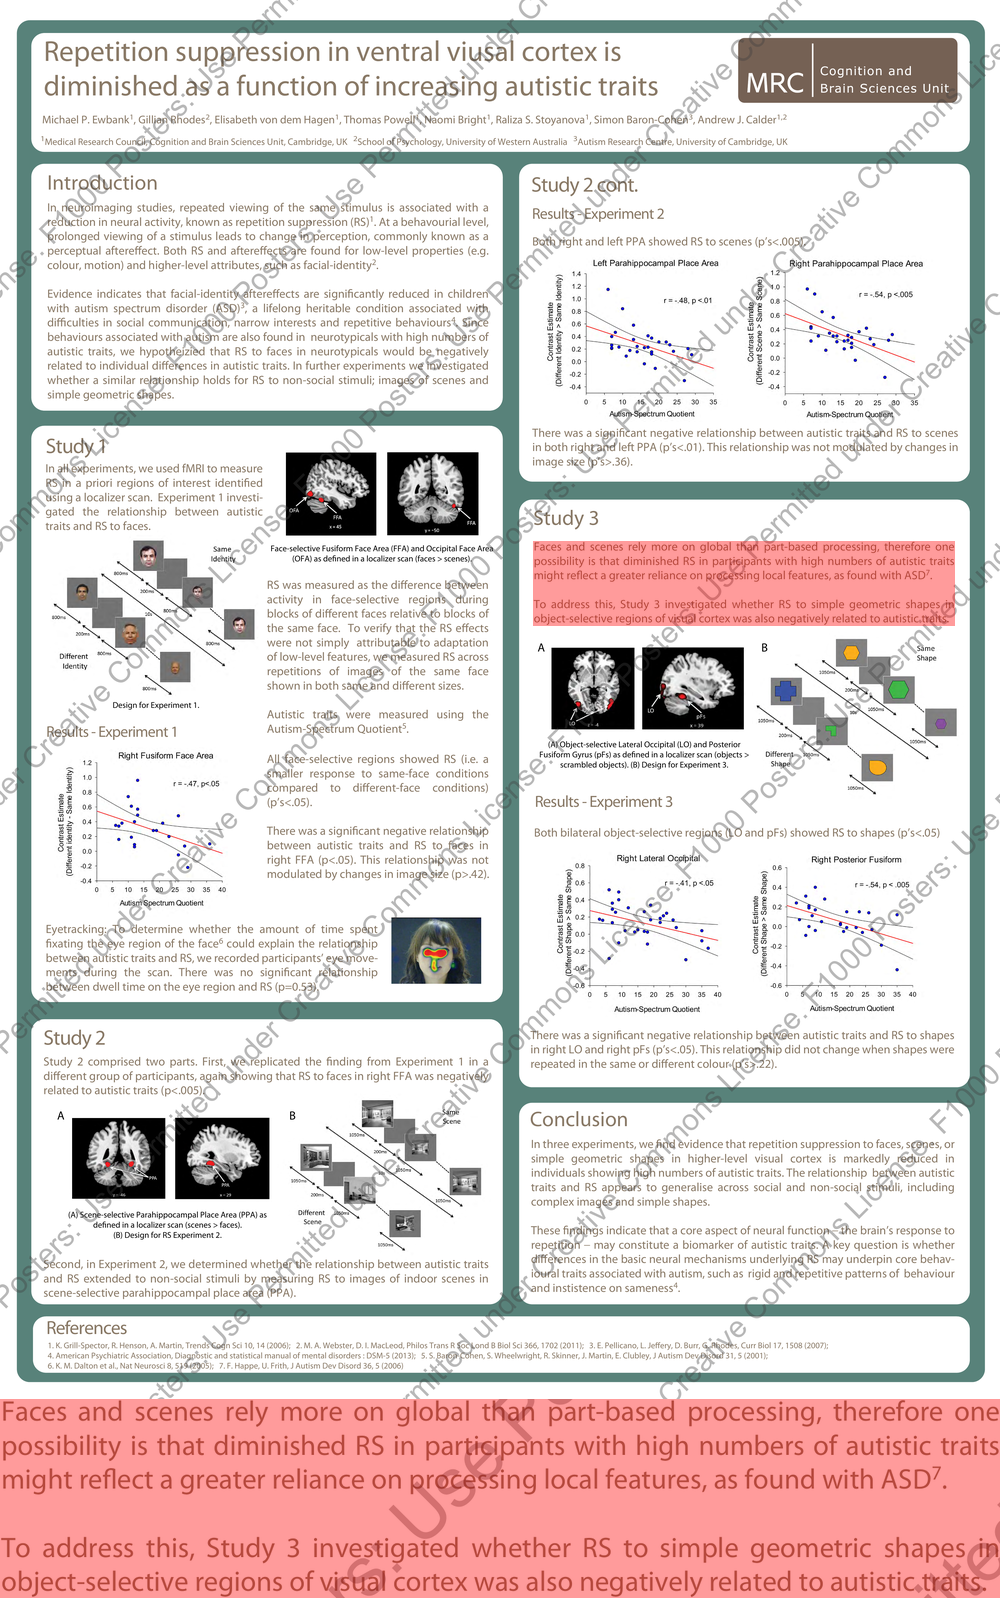 Repetition suppression in ventral viusal cortex is
diminished as a function of increasing autistic traits
MRC
Cognition and
Brain Sciences Unit
Michael P. Ewbank1, Gillian Rhodes2, Elisabeth von dem Hagen1, Thomas Powell1, Naomi Bright1, Raliza S. Stoyanova1, Simon Baron-Cohen3, Andrew J. Calder1,2
1Medical Research Council, Cognition and Brain Sciences Unit, Cambridge, UK 2School of Psychology, University of Western Australia 3Autism Research Centre, University of Cambridge, UK
Introduction
In neuroimaging studies, repeated viewing of the same stimulus is associated with a
reduction in neural activity, known as repetition suppression (RS)1. At a behavourial level,
prolonged viewing of a stimulus leads to change in perception, commonly known as a
perceptual aftereffect. Both RS and aftereffects are found for low-level properties (e.g.
colour, motion) and higher-level attributes, such as facial-identity2.
Evidence indicates that facial-identity aftereffects are significantly reduced in children
with autism spectrum disorder (ASD)3, a lifelong heritable condition associated with
difficulties in social communication, narrow interests and repetitive behaviours4. Since
behaviours associated with autism are also found in neurotypicals with high numbers of
autistic traits, we hypothezied that RS to faces in neurotypicals would be negatively
related to individual differences in autistic traits. In further experiments we investigated
whether a similar relationship holds for RS to non-social stimuli; images of scenes and
simple geometric shapes.
Study 1
In all experiments, we used fMRI to measure
RS in a priori regions of interest identified
using a localizer scan. Experiment 1 investi-
gated the relationship between autistic
traits and RS to faces.
OFA
FFA
x = 45
FFA
y = -50
Face-selective Fusiform Face Area (FFA) and Occipital Face Area
(OFA) as defined in a localizer scan (faces > scenes).
Same
Identity
800ms
200ms
800ms
10s
800ms
200ms
800ms
800ms
800ms
Different
Identity
Design for Experiment 1.
RS was measured as the difference between
activity in face-selective regions during
blocks of different faces relative to blocks of
the same face. To verify that the RS effects
were not simply attributable to adaptation
of low-level features, we measured RS across
repetitions of images of the same face
shown in both same and different sizes.
Autistic traits were measured using the
Autism-Spectrum Quotient5.
All face-selective regions showed RS (i.e. a
smaller response to same-face conditions
compared to different-face conditions)
(p's<.05).
There was a significant negative relationship
between autistic traits and RS to faces in
right FFA (p<.05). This relationship was not
modulated by changes in image size (p>.42).
Results - Experiment 1
Right Fusiform Face Area
r = -.47, p<.05
Contrast Estimate
(Different identity - Same Identity)
1.2
1.0
0.8
0.6
0.4
0.2
0.0
-0.2
-0.4
0 5 10 15 20 25 30 35 40
Autism Spectrum Quotient
Eyetracking: To determine whether the amount of time spent
fixating the eye region of the face6 could explain the relationship
between autistic traits and RS, we recorded participants' eye move-
ments during the scan. There was no significant relationship
between dwell time on the eye region and RS (p=0.53).
Study 2
Study 2 comprised two parts. First, we replicated the finding from Experiment 1 in a
different group of participants, again showing that RS to faces in right FFA was negatively
related to autistic traits (p<.005).
A
PPA
y = -46
PPA
x = 29
(A) Scene-selective Parahippocampal Place Area (PPA) as
defined in a localizer scan (scenes > faces).
(B) Design for RS Experiment 2.
B
Same
Scene
1050ms
200ms
1050ms
1050ms
10s
1050ms
200ms
1050ms
1050ms
Different
Scene
Second, in Experiment 2, we determined whether the relationship between autistic traits
and RS extended to non-social stimuli by measuring RS to images of indoor scenes in
scene-selective parahippocampal place area (PPA).
Study 2 cont.
Results - Experiment 2
Both right and left PPA showed RS to scenes (p's<.005).
Left Parahippocampal Place Area
r = -.48, p <.01
Contrast Estimate
(Different Identity > Same Identity)
1.4
1.2
1.0
0.8
0.6
0.4
0.2
0.0
-0.2
-0.4
0 5 10 15 20 25 30 35
Autism-Spectrum Quotient
Right Parahippocampal Place Area
r = -.54, p <.005
Contrast Estimate
(Different Scene > Same Scene)
1.2
1.0
0.8
0.6
0.4
0.2
0.0
-0.2
-0.4
0 5 10 15 20 25 30 35
Autism-Spectrum Quotient
There was a significant negative relationship between autistic traits and RS to scenes
in both right and left PPA (p's<.01). This relationship was not modulated by changes in
image size (p's>.36).
Study 3
Faces and scenes rely more on global than part-based processing, therefore one
possibility is that diminished RS in participants with high numbers of autistic traits
might reflect a greater reliance on processing local features, as found with ASD7.
To address this, Study 3 investigated whether RS to simple geometric shapes in
object-selective regions of visual cortex was also negatively related to autistic traits.
A
LO
z = -4
LO
pFs
x = 39
(A) Object-selective Lateral Occipital (LO) and Posterior
Fusiform Gyrus (pFs) as defined in a localizer scan (objects >
scrambled objects). (B) Design for Experiment 3.
B
Same
Shape
1050ms
200ms
1050ms
10s
1050ms
1050ms
200ms
1050ms
1050ms
Different
Shape
Results - Experiment 3
Both bilateral object-selective regions (LO and pFs) showed RS to shapes (p's<.05)
Right Lateral Occipital
r = -.41, p <.05
Contrast Estimate
(Different Shape > Same Shape)
0.8
0.6
0.4
0.2
0.0
-0.2
-0.4
-0.6
0 5 10 15 20 25 30 35 40
Autism-Spectrum Quotient
Right Posterior Fusiform
r = -.54, p < .005
Contrast Estimate
(Different Shape > Same Shape)
0.6
0.4
0.2
0.0
-0.2
-0.4
-0.6
0 5 10 15 20 25 30 35 40
Autism-Spectrum Quotient
There was a significant negative relationship between autistic traits and RS to shapes
in right LO and right pFs (p's<.05). This relationship did not change when shapes were
repeated in the same or different colour (p's>.22).
Conclusion
In three experiments, we find evidence that repetition suppression to faces, scenes, or
simple geometric shapes in higher-level visual cortex is markedly reduced in
individuals showing high numbers of autistic traits. The relationship between autistic
traits and RS appears to generalise across social and non-social stimuli, including
complex images and simple shapes.
These findings indicate that a core aspect of neural function – the brain's response to
repetition – may constitute a biomarker of autistic traits. A key question is whether
differences in the basic neural mechanisms underlying RS may underpin core behav-
ioural traits associated with autism, such as rigid and repetitive patterns of behaviour
and instistence on sameness4.
References
1. K. Grill-Spector, R. Henson, A. Martin, Trends Cogn Sci 10, 14 (2006); 2. M. A. Webster, D. I. MacLeod, Philos Trans R Soc Lond B Biol Sci 366, 1702 (2011); 3. E. Pellicano, L. Jeffery, D. Burr, G. Rhodes, Curr Biol 17, 1508 (2007);
4. American Psychiatric Association, Diagnostic and statistical manual of mental disorders : DSM-5 (2013); 5. S. Baron-Cohen, S. Wheelwright, R. Skinner, J. Martin, E. Clubley, J Autism Dev Disord 31, 5 (2001);
6. K. M. Dalton et al., Nat Neurosci 8, 519 (2005); 7. F. Happe, U. Frith, J Autism Dev Disord 36, 5 (2006)
F1000 Posters: Use Permitted under Creative Commons License.
Faces and scenes rely more on global than part-based processing, therefore one
possibility is that diminished RS in participants with high numbers of autistic traits
might reflect a greater reliance on processing local features, as found with ASD7.
To address this, Study 3 investigated whether RS to simple geometric shapes in
object-selective regions of visual cortex was also negatively related to autistic traits.